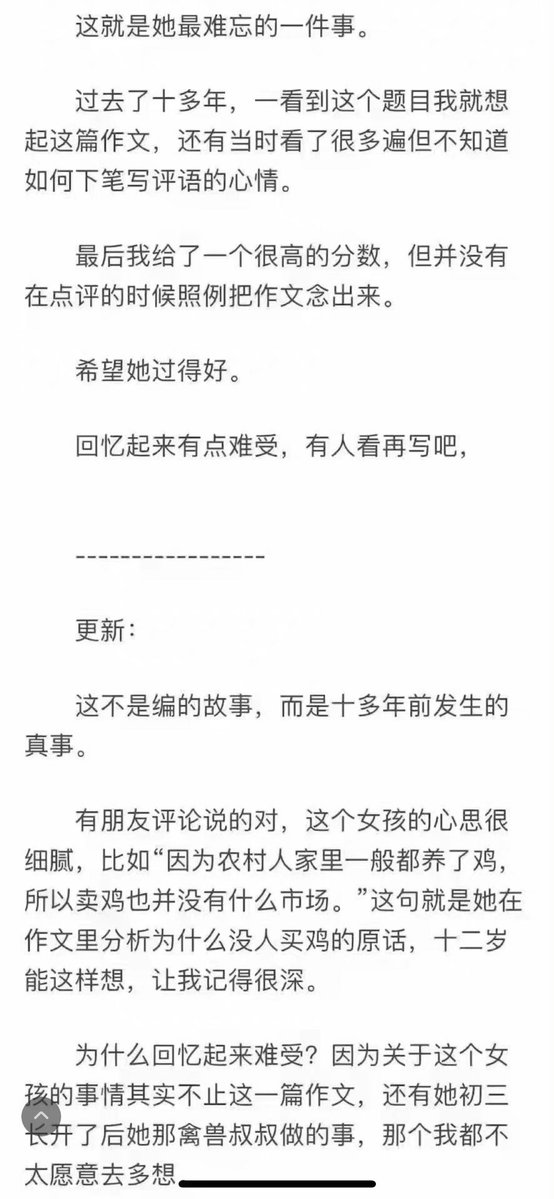 这就是她最难忘的一件事。
过去了十多年，一看到这个题目我就想
起这篇作文，还有当时看了很多遍但不知道
如何下笔写评语的心情。
最后我给了一个很高的分数，但并没有
在点评的时候照例把作文念出来。
希望她过得好。
回忆起来有点难受，有人看再写吧，
-----------------
更新：
这不是编的故事，而是十多年前发生的
真事。
有朋友评论说的对，这个女孩的心思很
细腻，比如“因为农村人家里一般都养了鸡，
所以卖鸡也并没有什么市场。”这句就是她在
作文里分析为什么没人买鸡的原话，十二岁
能这样想，让我记得很深。
为什么回忆起来难受？因为关于这个女
孩的事情其实不止这一篇作文，还有她初三
长开了后她那禽兽叔叔做的事，那个我都不
太愿意去多想